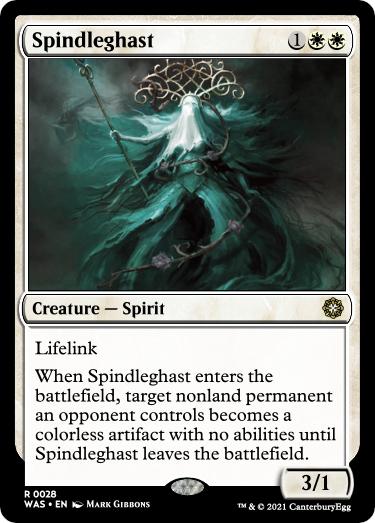 Spindleghast 1
Creature — Spirit
Lifelink
When Spindleghast enters the
battlefield, target nonland permanent
an opponent controls becomes a
colorless artifact with no abilities until
Spindleghast leaves the battlefield.
3/1
R 0028
WAS • EN Mark Gibbons
™ & © 2021 CanterburyEgg